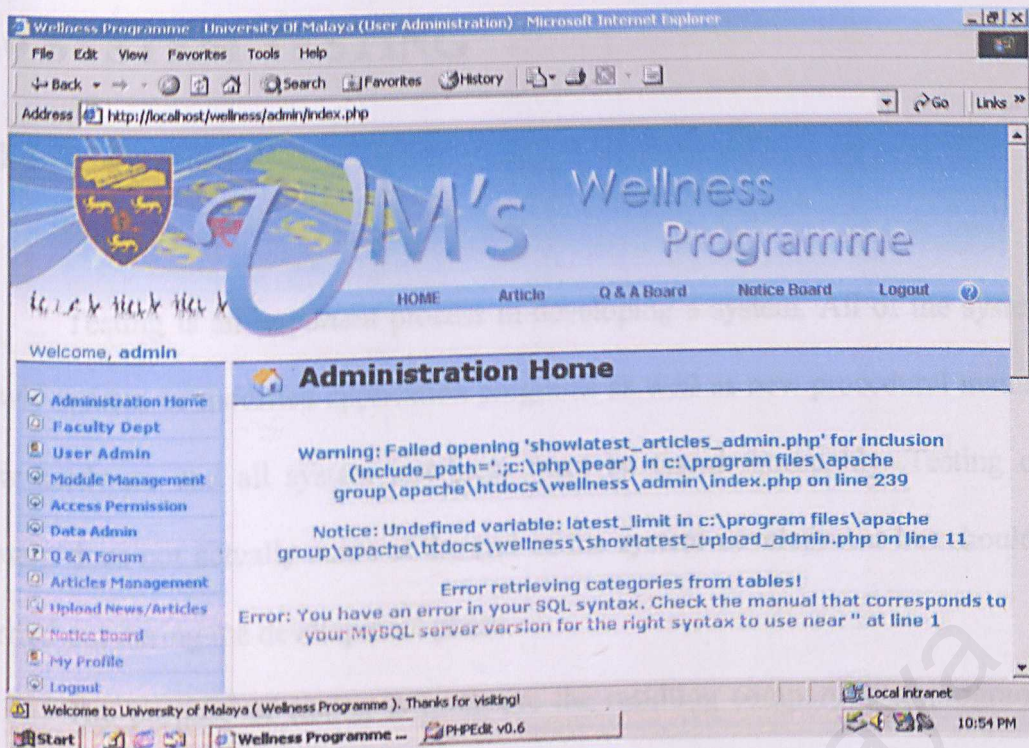 Wellness Programme - University Of Malaya (User Administration) - Microsoft Internet Explorer
File Edit View Favorites Tools Help
Back Search Favorites History
Address http://localhost/wellness/admin/index.php Go Links »
UM's Wellness Programme
HOME Article Q & A Board Notice Board Logout
Welcome, admin
Administration Home
Faculty Dept
User Admin
Module Management
Access Permission
Data Admin
Q & A Forum
Articles Management
Upload News/Articles
Notice Board
My Profile
Logout
Administration Home
Warning: Failed opening 'showlatest_articles_admin.php' for inclusion
(include_path='.;c:\php\pear') in c:\program files\apache
group\apache\htdocs\wellness\admin\index.php on line 239
Notice: Undefined variable: latest_limit in c:\program files\apache
group\apache\htdocs\wellness\showlatest_upload_admin.php on line 11
Error retrieving categories from tables!
Error: You have an error in your SQL syntax. Check the manual that corresponds to
your MySQL server version for the right syntax to use near '' at line 1
Welcome to University of Malaya ( Wellness Programme ). Thanks for visiting! Local intranet
Start Wellness Programme ... PHPEdit v0.6 10:54 PM